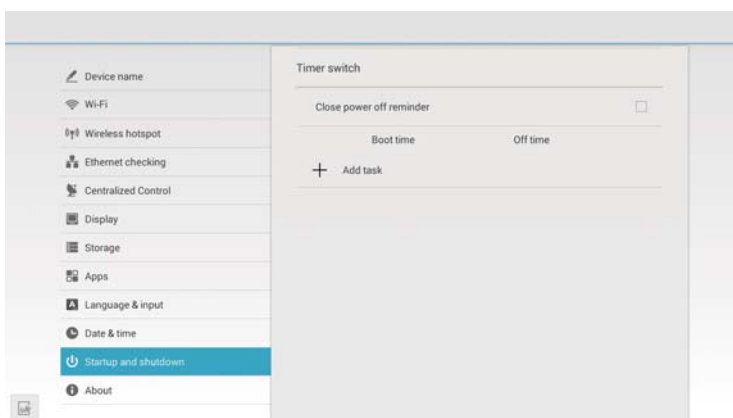 Device name
Wi-Fi
Wireless hotspot
Ethernet checking
Centralized Control
Display
Storage
Apps
Language & input
Date & time
Startup and shutdown
About
Timer switch
Close power off reminder
Boot time Off time
Add task